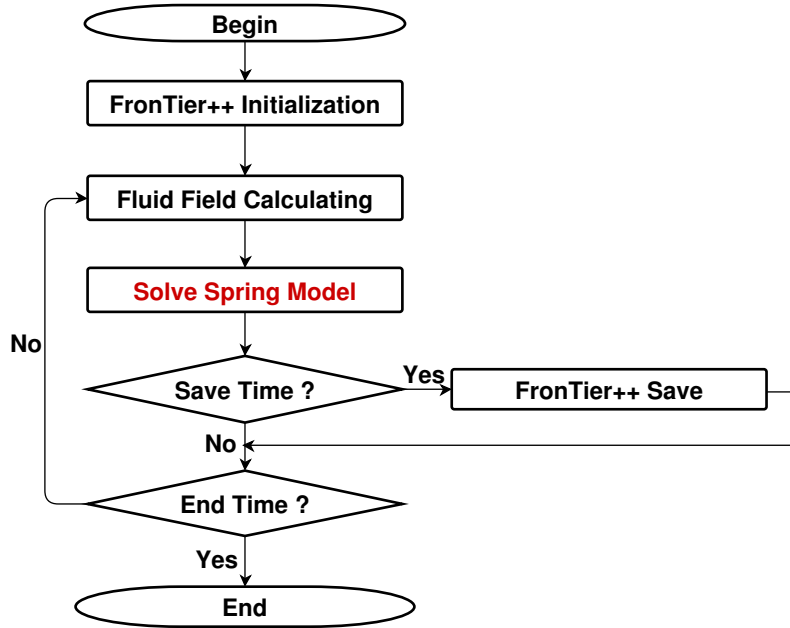 Begin
FronTier++ Initialization
Fluid Field Calculating
Solve Spring Model
No
Save Time ?
Yes
FronTier++ Save
No
End Time ?
Yes
End